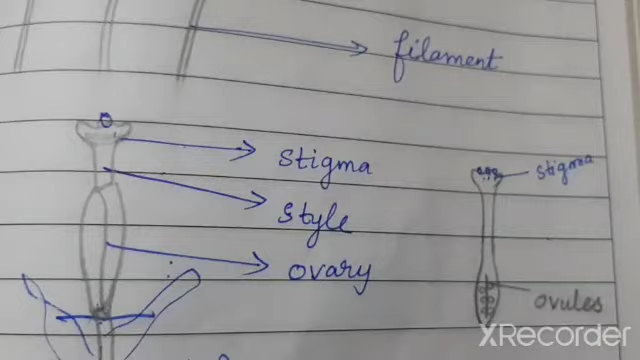 filament
stigma
stigma
style
ovary
ovules
XRecorder